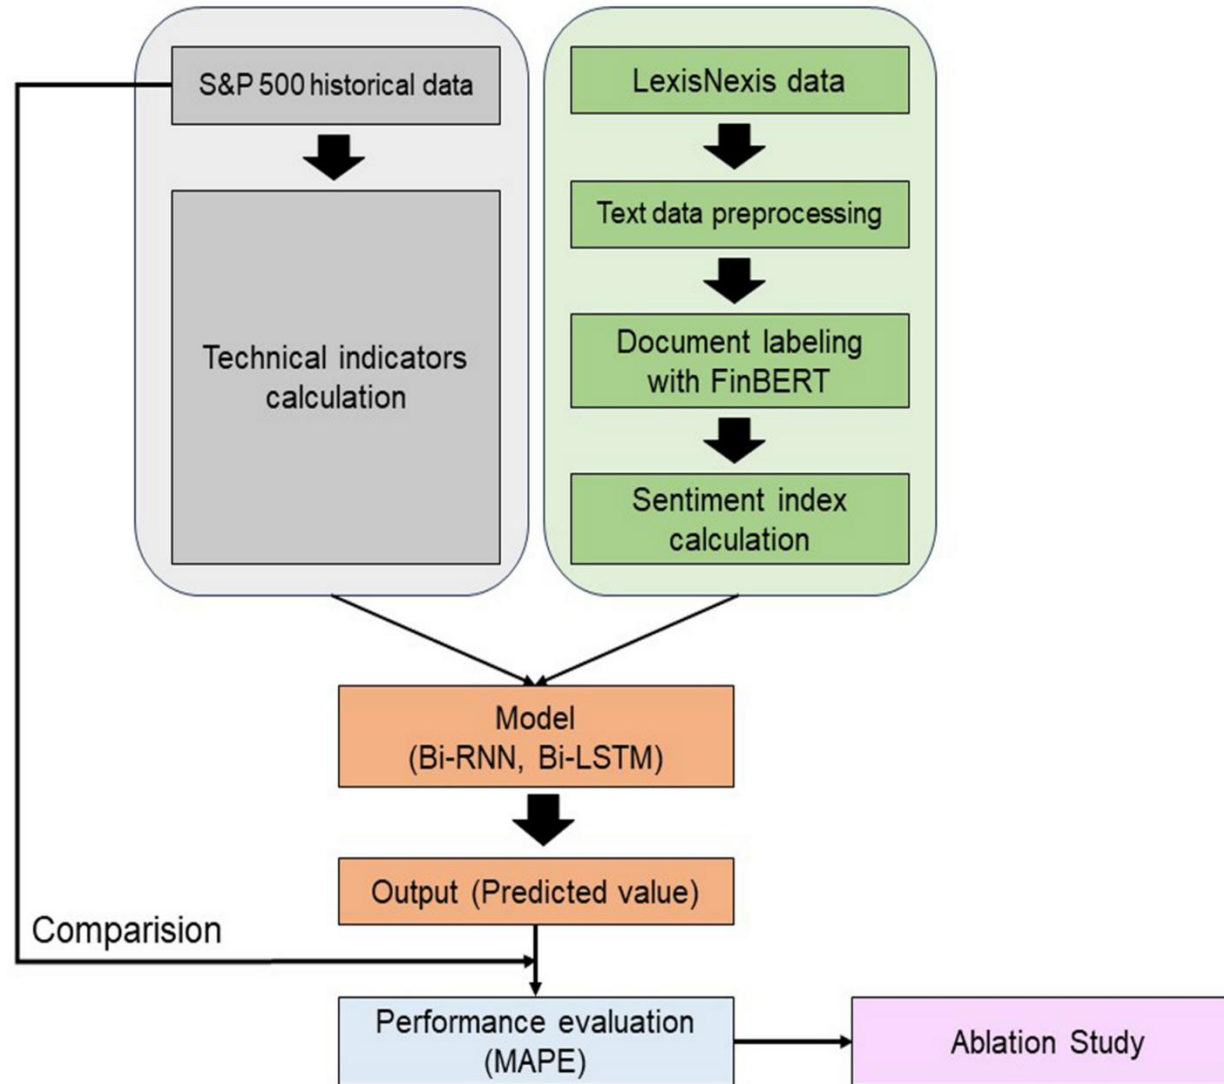 S&P 500 historical data
Technical indicators
calculation
LexisNexis data
Text data preprocessing
Document labeling
with FinBERT
Sentiment index
calculation
Model
(Bi-RNN, Bi-LSTM)
Output (Predicted value)
Comparision
Performance evaluation
(MAPE)
Ablation Study